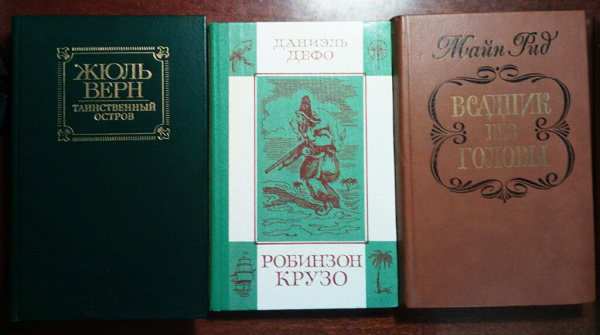 ЖЮЛЬ
ВЕРН
ТАИНСТВЕННЫЙ
ОСТРОВ
ДАНИЭЛЬ
ДЕФО
РОБИНЗОН
КРУЗО
Майн Рид
ВСАДНИК
БЕЗ
ГОЛОВЫ